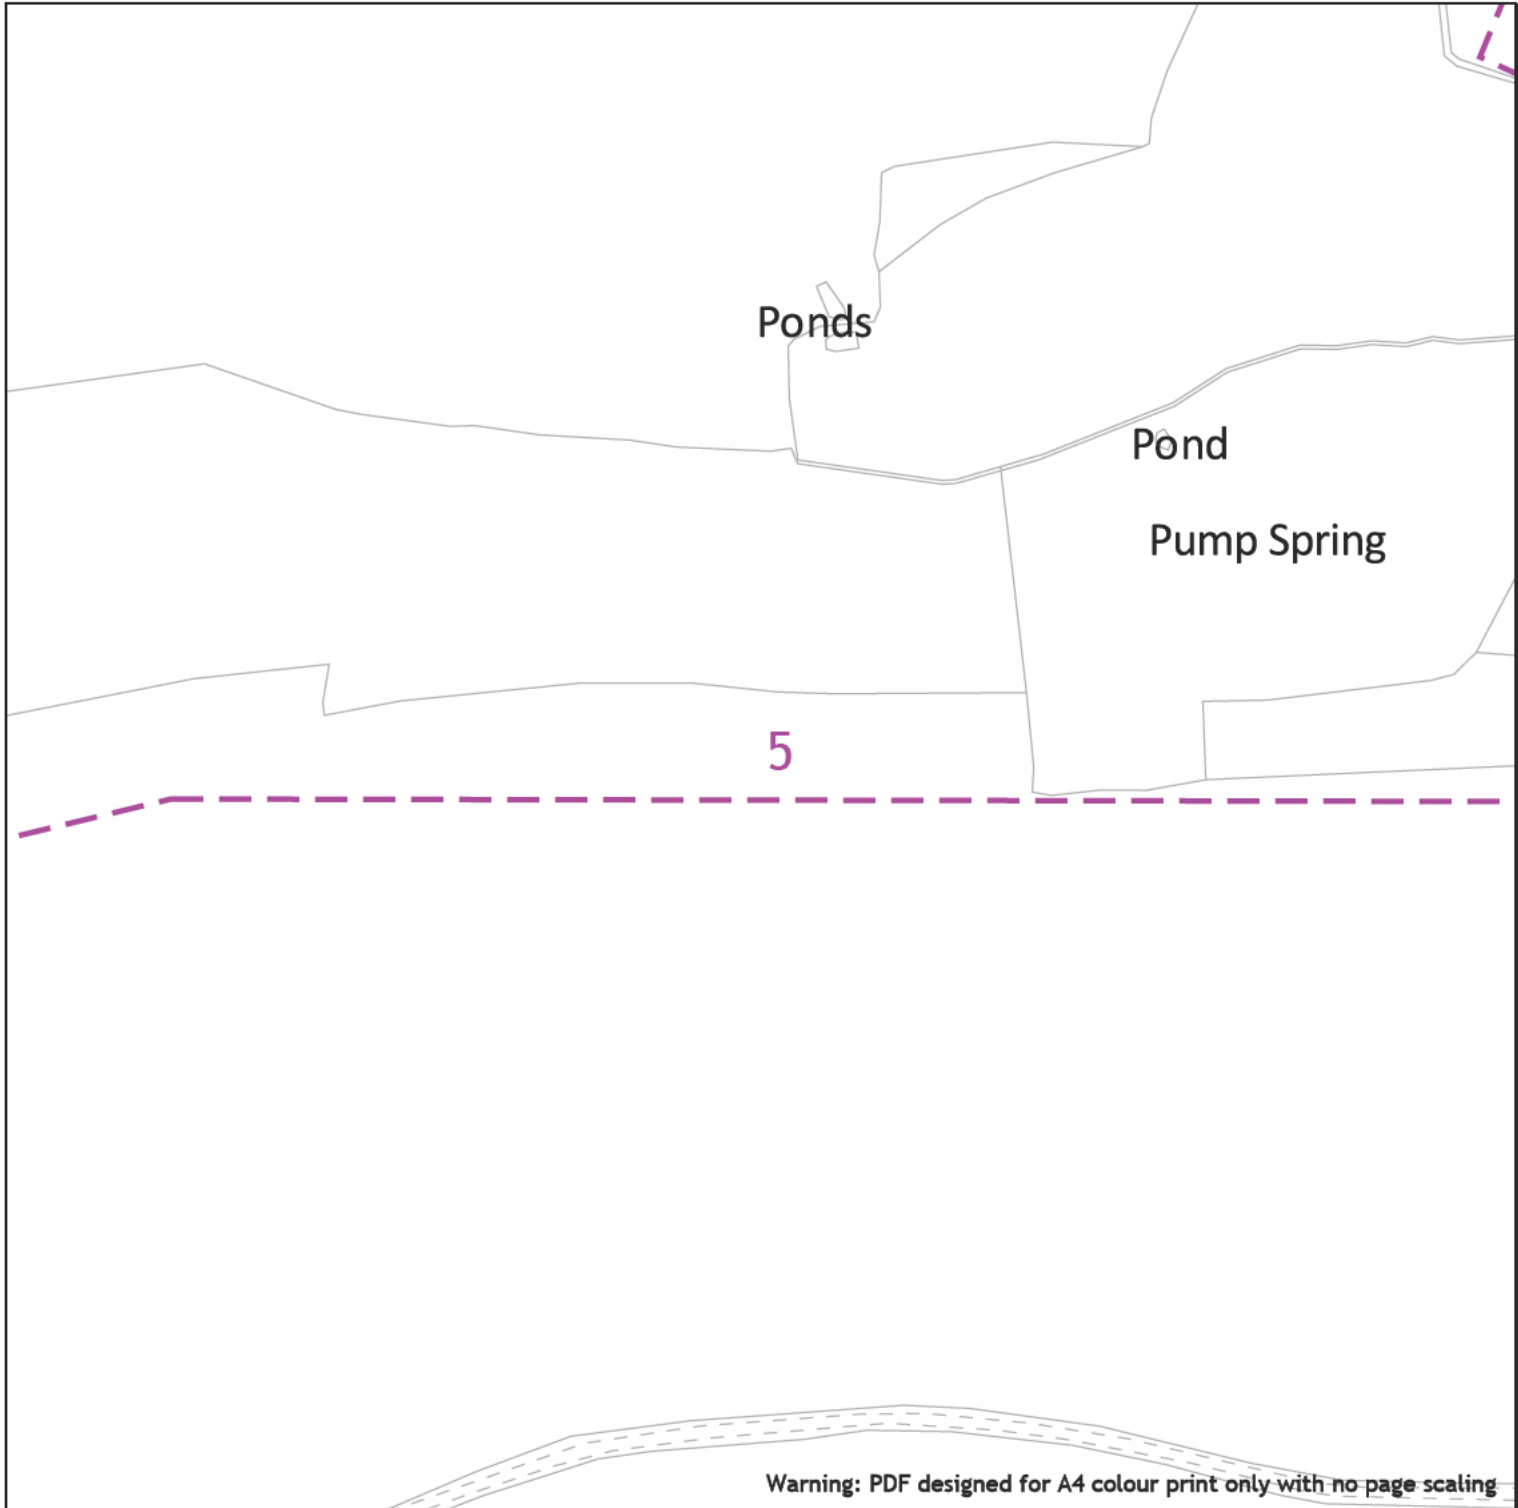 Ponds
Pond
Pump Spring
5
Warning: PDF designed for A4 colour print only with no page scaling